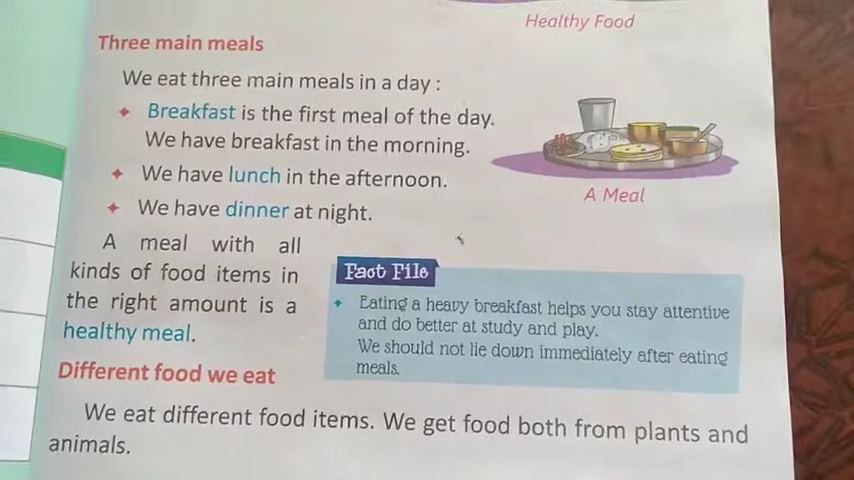 Healthy Food
Three main meals
We eat three main meals in a day :
Breakfast is the first meal of the day.
We have breakfast in the morning.
We have lunch in the afternoon.
We have dinner at night.
A Meal
A meal with all
kinds of food items in
the right amount is a
healthy meal.
Fact File
Eating a heavy breakfast helps you stay attentive
and do better at study and play.
We should not lie down immediately after eating
meals.
Different food we eat
We eat different food items. We get food both from plants and
animals.